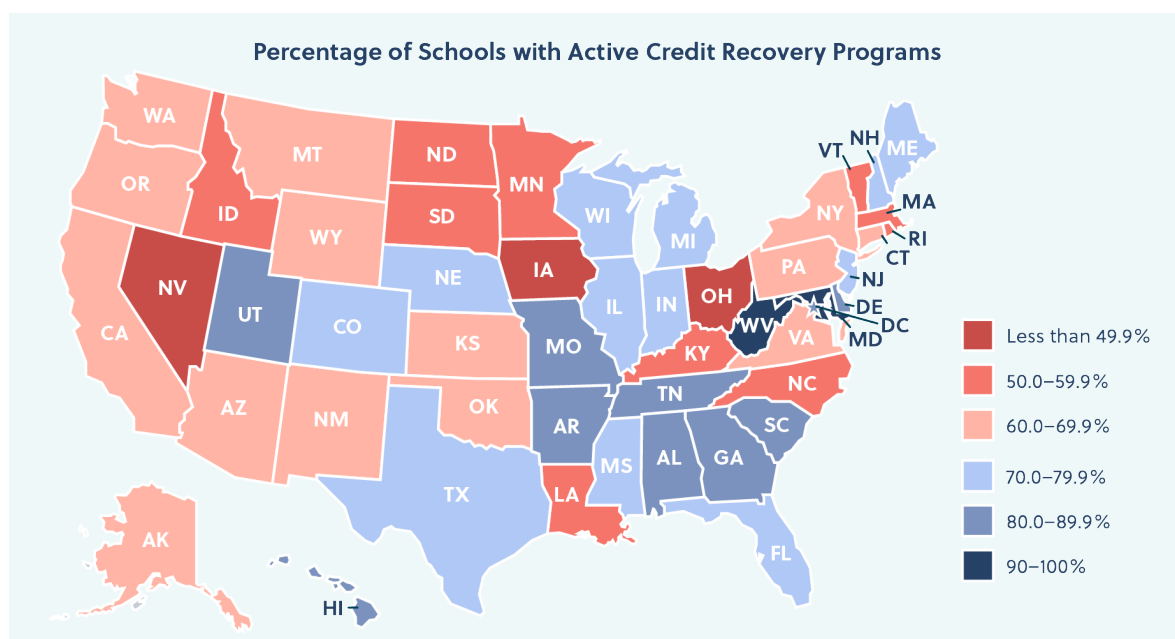 Percentage of Schools with Active Credit Recovery Programs
WA
MT
ND
MN
OR
ID
SD
WY
WI
MI
NY
VT
NH
ME
MA
RI
CT
PA
NJ
NV
UT
CO
NE
IA
IL
IN
OH
WV
DE
DC
MD
VA
CA
KS
MO
KY
NC
AZ
NM
OK
AR
TN
SC
TX
LA
MS
AL
GA
FL
AK
HI
Less than 49.9%
50.0–59.9%
60.0–69.9%
70.0–79.9%
80.0–89.9%
90–100%